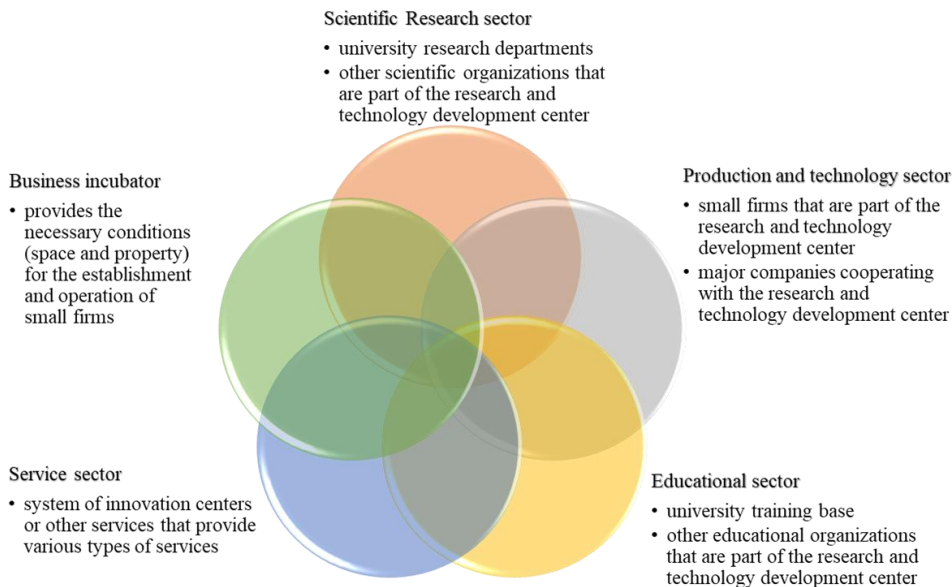 Scientific Research sector
• university research departments
• other scientific organizations that
are part of the research and
technology development center
Business incubator
• provides the
necessary conditions
(space and property)
for the establishment
and operation of
small firms
Production and technology sector
• small firms that are part of the
research and technology
development center
• major companies cooperating
with the research and
technology development center
Service sector
• system of innovation centers
or other services that provide
various types of services
Educational sector
• university training base
• other educational organizations
that are part of the research and
technology development center